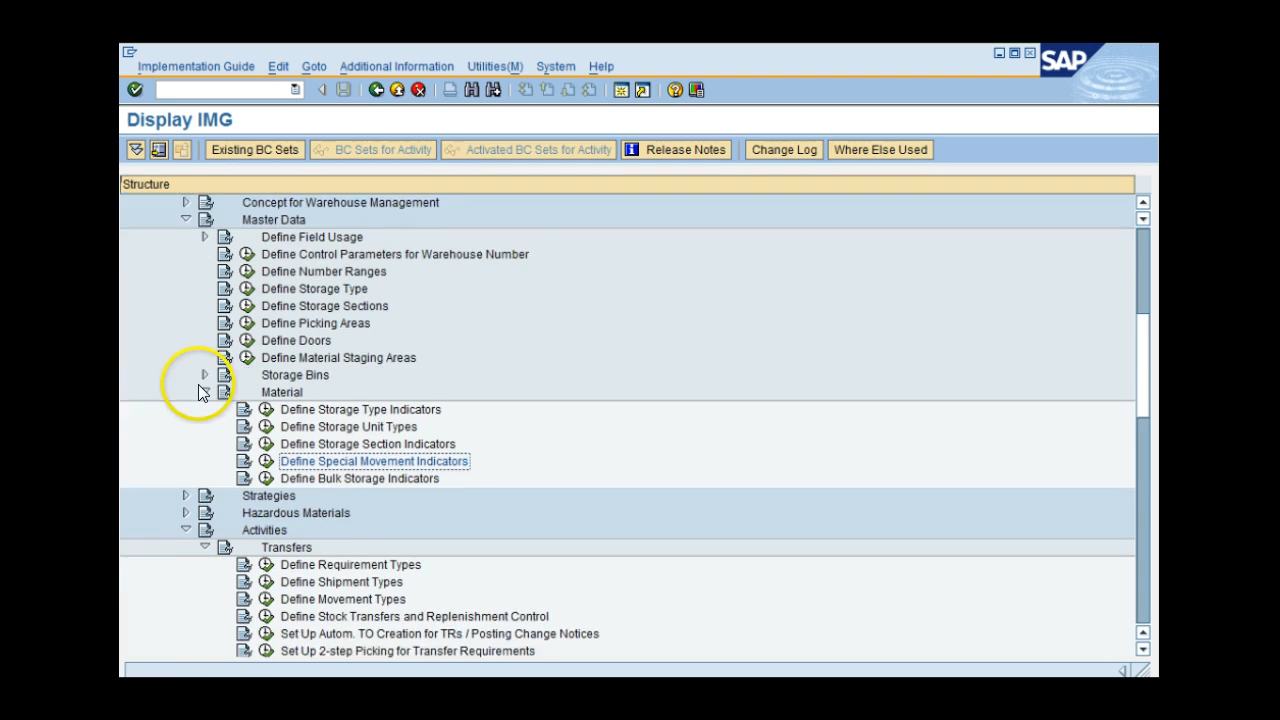 SAP
Implementation Guide Edit Goto Additional Information Utilities(M) System Help
Display IMG
Existing BC Sets BC Sets for Activity Activated BC Sets for Activity Release Notes Change Log Where Else Used
Structure
Concept for Warehouse Management
Master Data
Define Field Usage
Define Control Parameters for Warehouse Number
Define Number Ranges
Define Storage Type
Define Storage Sections
Define Picking Areas
Define Doors
Define Material Staging Areas
Storage Bins
Material
Define Storage Type Indicators
Define Storage Unit Types
Define Storage Section Indicators
Define Special Movement Indicators
Define Bulk Storage Indicators
Strategies
Hazardous Materials
Activities
Transfers
Define Requirement Types
Define Shipment Types
Define Movement Types
Define Stock Transfers and Replenishment Control
Set Up Autom. TO Creation for TRs / Posting Change Notices
Set Up 2-step Picking for Transfer Requirements